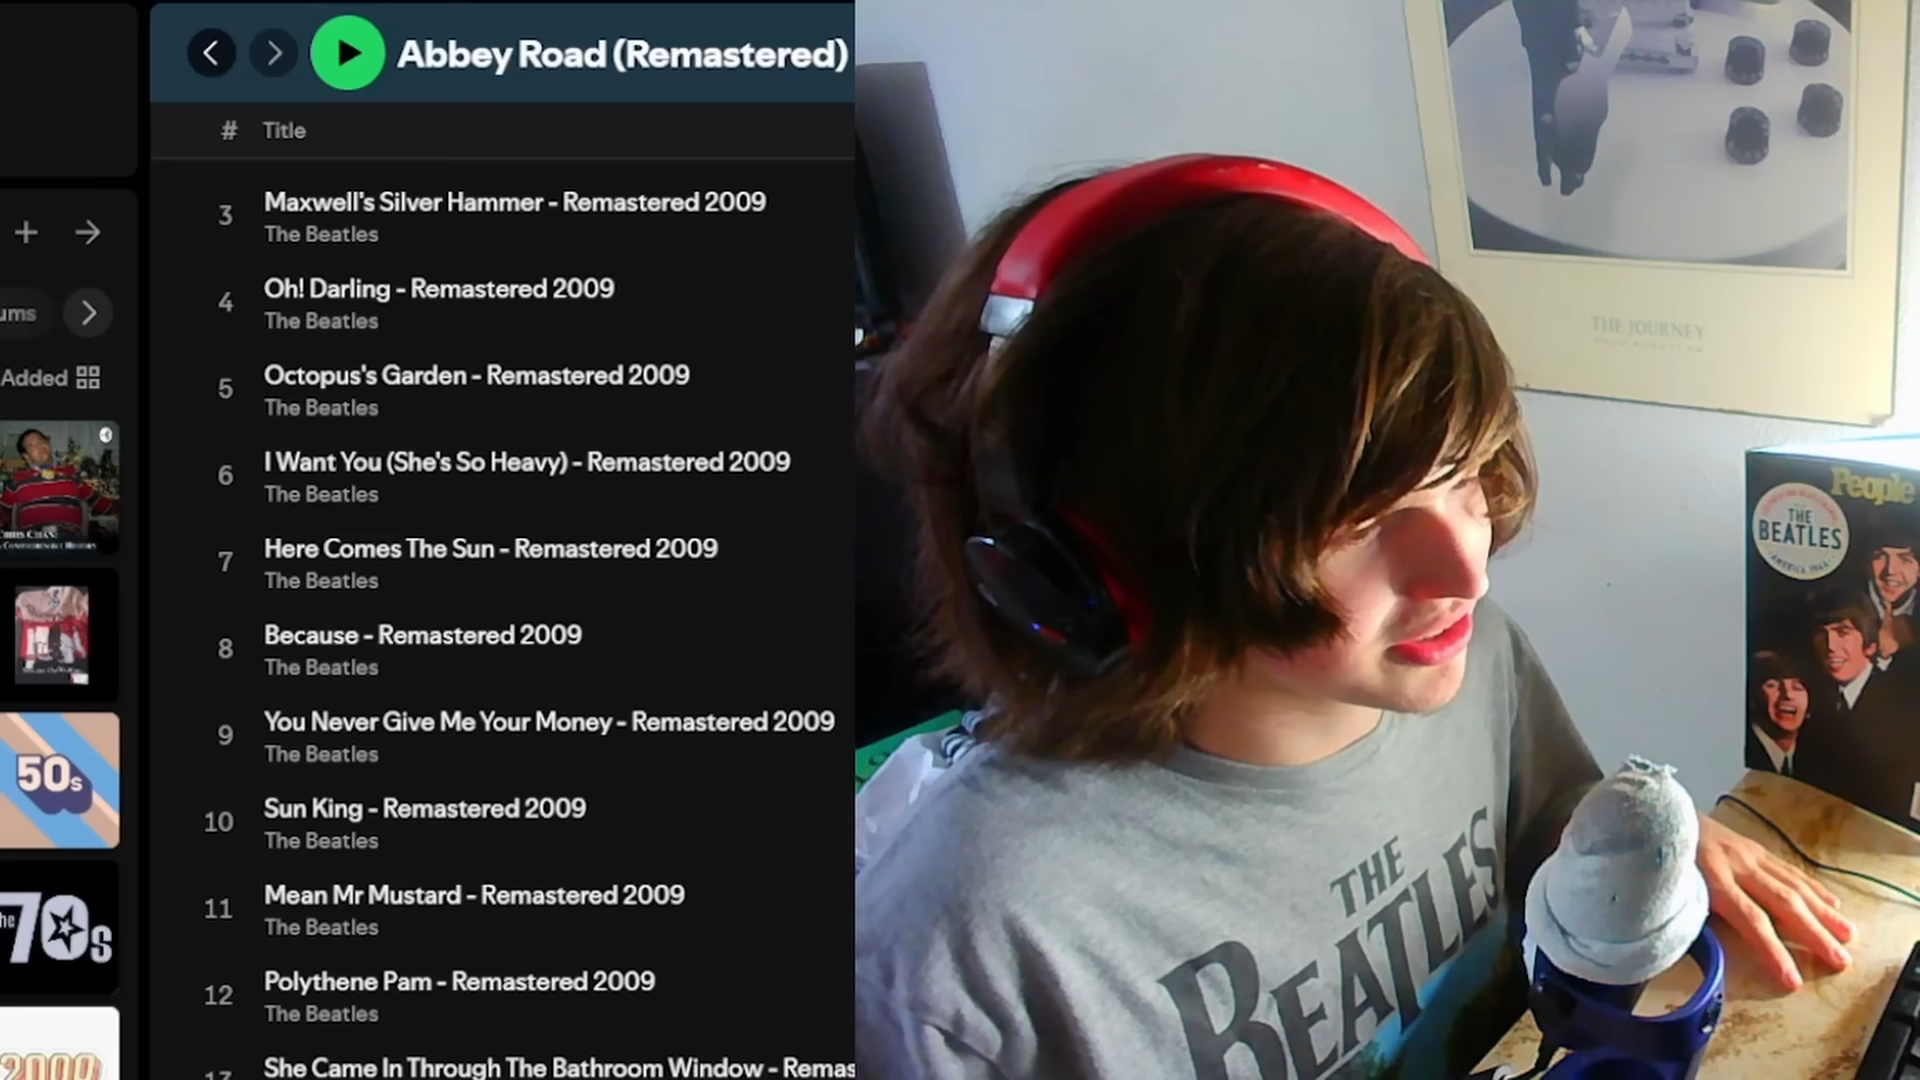 Abbey Road (Remastered)
# Title
3 Maxwell's Silver Hammer - Remastered 2009
The Beatles
4 Oh! Darling - Remastered 2009
The Beatles
5 Octopus's Garden - Remastered 2009
The Beatles
6 I Want You (She's So Heavy) - Remastered 2009
The Beatles
7 Here Comes The Sun - Remastered 2009
The Beatles
8 Because - Remastered 2009
The Beatles
9 You Never Give Me Your Money - Remastered 2009
The Beatles
10 Sun King - Remastered 2009
The Beatles
11 Mean Mr Mustard - Remastered 2009
The Beatles
12 Polythene Pam - Remastered 2009
The Beatles
She Came In Through The Bathroom Window - Remas
ums
Added
50s
the
70s
2000
THE JOURNEY
People
THE
BEATLES
AMERICA 1964
THE
BEATLES